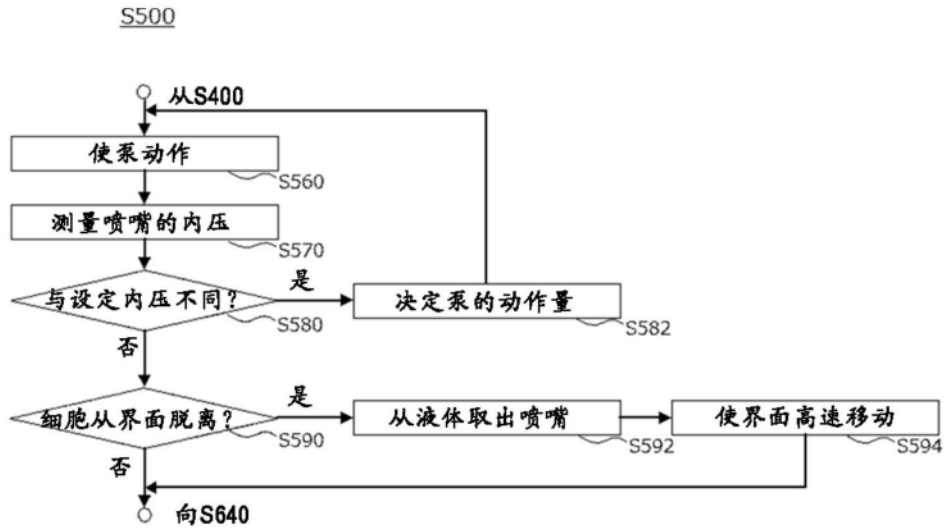 S500
从S400
使泵动作
S560
测量喷嘴的内压
S570
与设定内压不同？
是
S580
决定泵的动作量
S582
否
细胞从界面脱离？
是
S590
从液体取出喷嘴
S592
使界面高速移动
S594
否
向S640